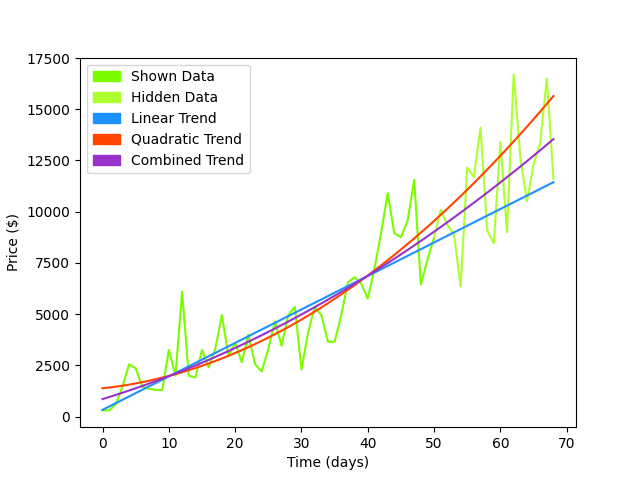 Shown Data
Hidden Data
Linear Trend
Quadratic Trend
Combined Trend
Price ($)
17500
15000
12500
10000
7500
5000
2500
0
0 10 20 30 40 50 60 70
Time (days)